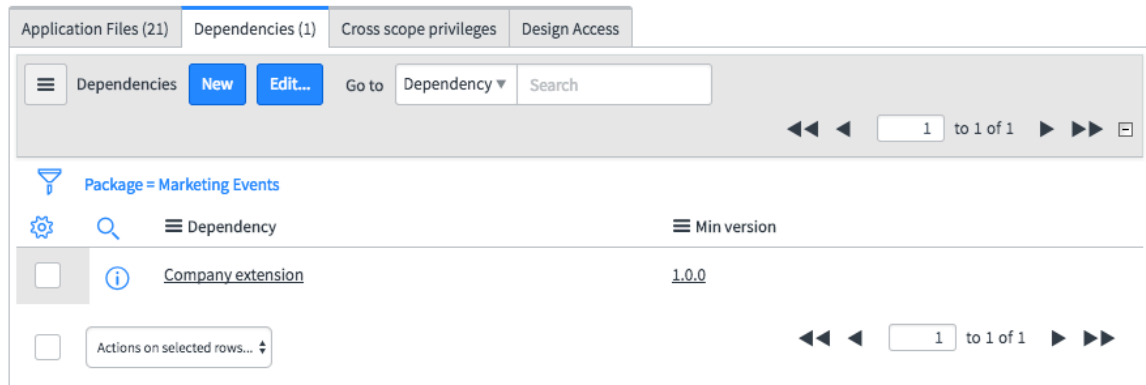 Application Files (21) Dependencies (1) Cross scope privileges Design Access
Dependencies New Edit... Go to Dependency Search
1 to 1 of 1
Package = Marketing Events
Dependency Min version
Company extension 1.0.0
Actions on selected rows... 1 to 1 of 1